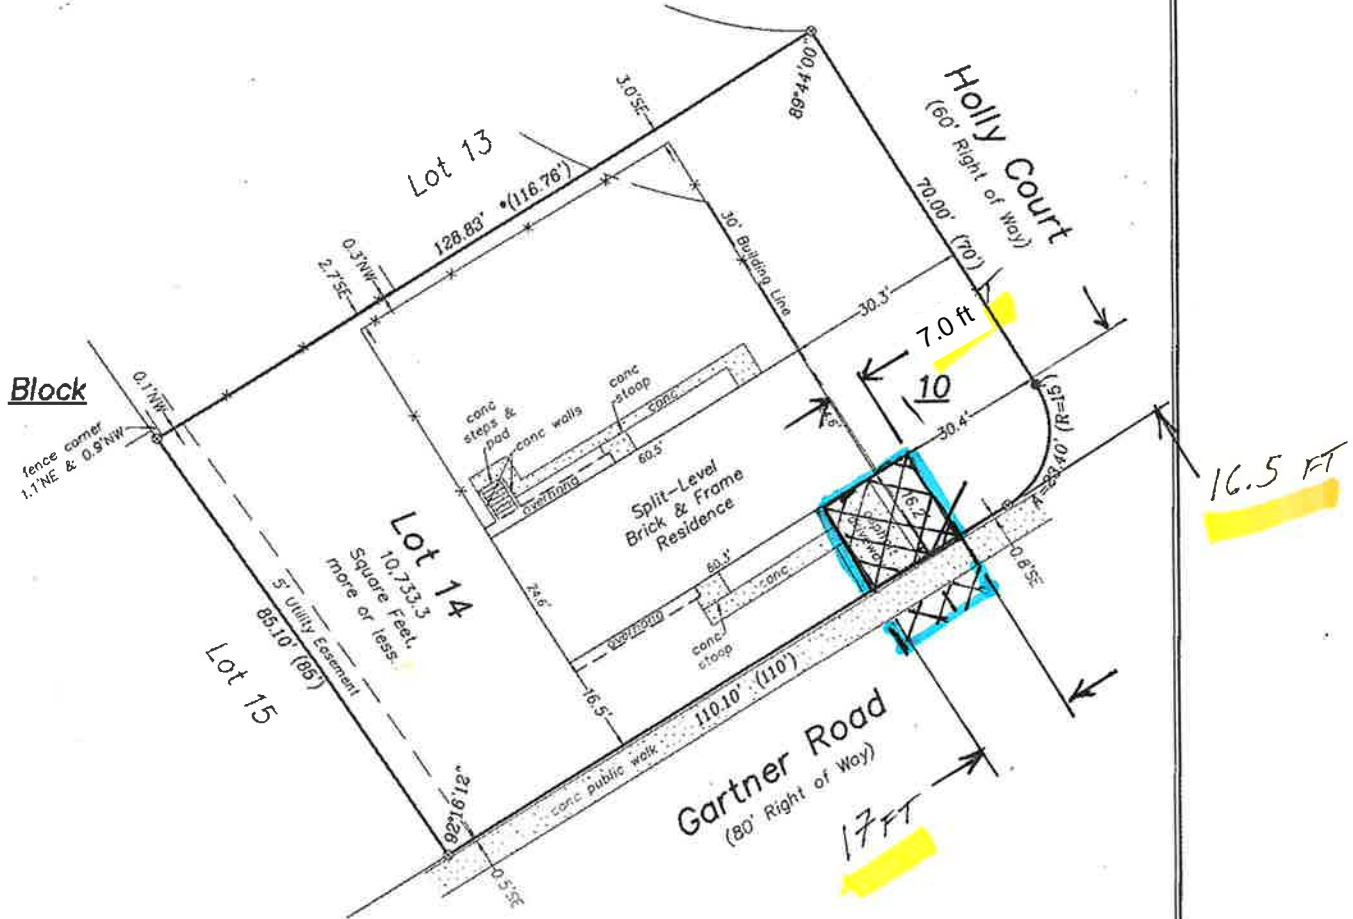 89°44'00"
Holly Court
(60' Right of Way)
3.0'SE
Lot 13
128.83' *(116.76')
70.00' (70')
30' Building Line
0.3'NW
2.7'SE
30.3'
7.0 ft
Block
0.1'NW
fence corner
1.1'NE & 0.9'NW
conc
steps &
pad
conc walls
conc
stoop
conc
10
(R=15')
A=23.40'
30.4'
60.5'
overhang
Split-Level
Brick & Frame
Residence
16.2'
16.5 FT
Lot 14
10,733.3
Square Feet,
more or less.
24.6'
60.3'
conc
overhang
conc
stoop
0.8'SE
5' Utility Easement
85.10' (85')
Lot 15
16.5'
110.10' (110')
conc public walk
Gartner Road
(80' Right of Way)
17 FT
92°16'12"
0.5'SE